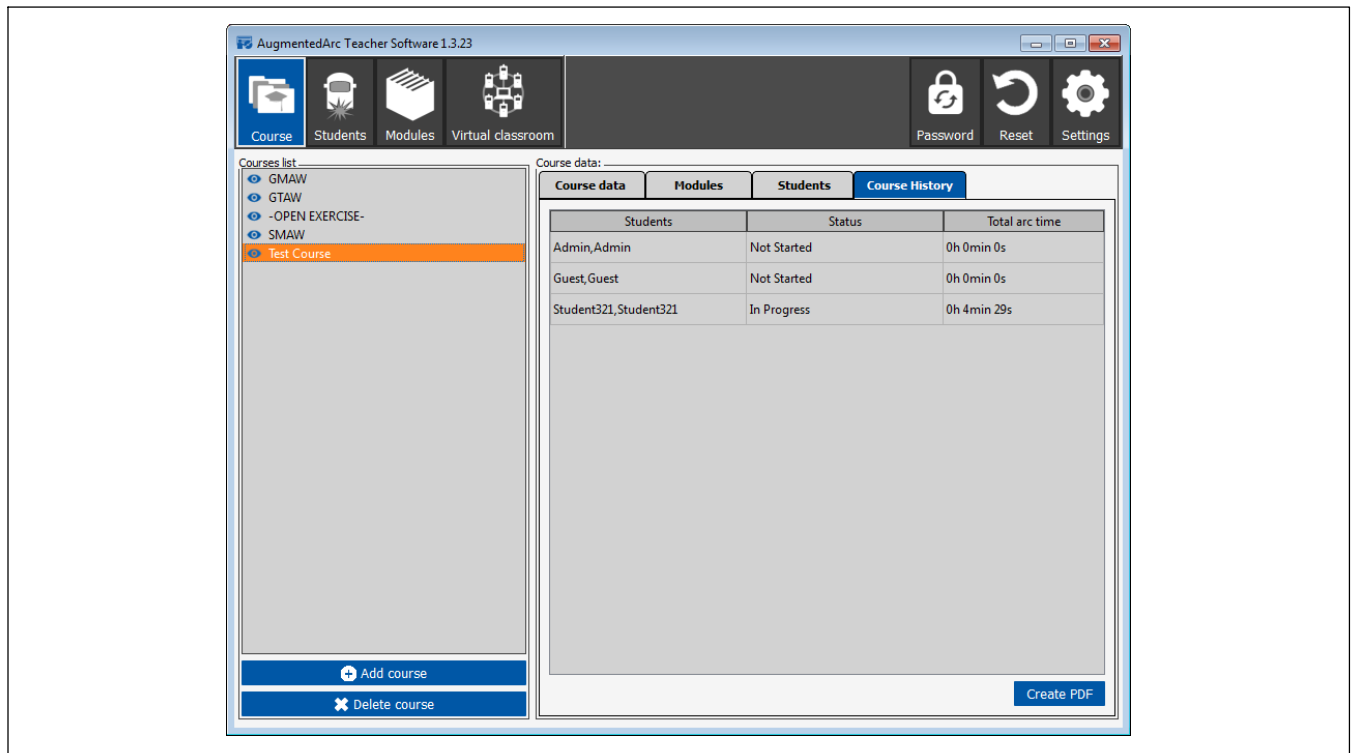 AugmentedArc Teacher Software 1.3.23
Course Students Modules Virtual classroom Password Reset Settings
Courses list
GMAW
GTAW
-OPEN EXERCISE-
SMAW
Test Course
Add course
Delete course
Course data:
Course data Modules Students Course History
Students Status Total arc time
Admin,Admin Not Started 0h 0min 0s
Guest,Guest Not Started 0h 0min 0s
Student321,Student321 In Progress 0h 4min 29s
Create PDF